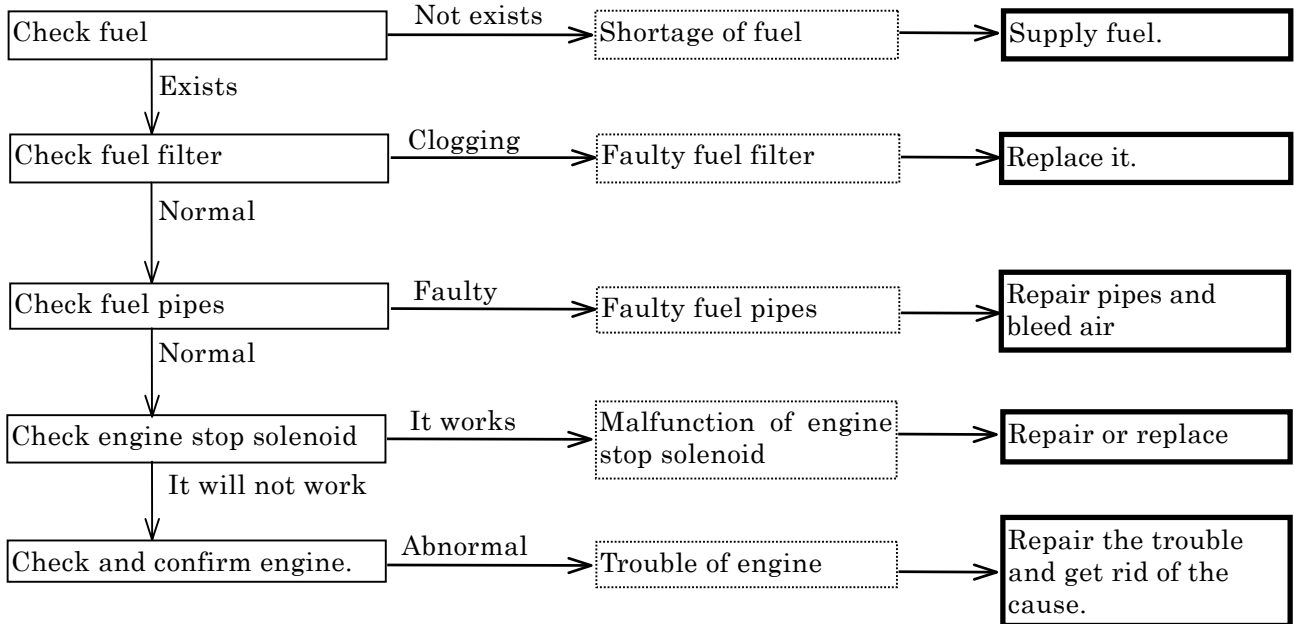 Check fuel
Not exists
Shortage of fuel
Supply fuel.
Exists
Check fuel filter
Clogging
Faulty fuel filter
Replace it.
Normal
Check fuel pipes
Faulty
Faulty fuel pipes
Repair pipes and
bleed air
Normal
Check engine stop solenoid
It works
Malfunction of engine
stop solenoid
Repair or replace
It will not work
Check and confirm engine.
Abnormal
Trouble of engine
Repair the trouble
and get rid of the
cause.